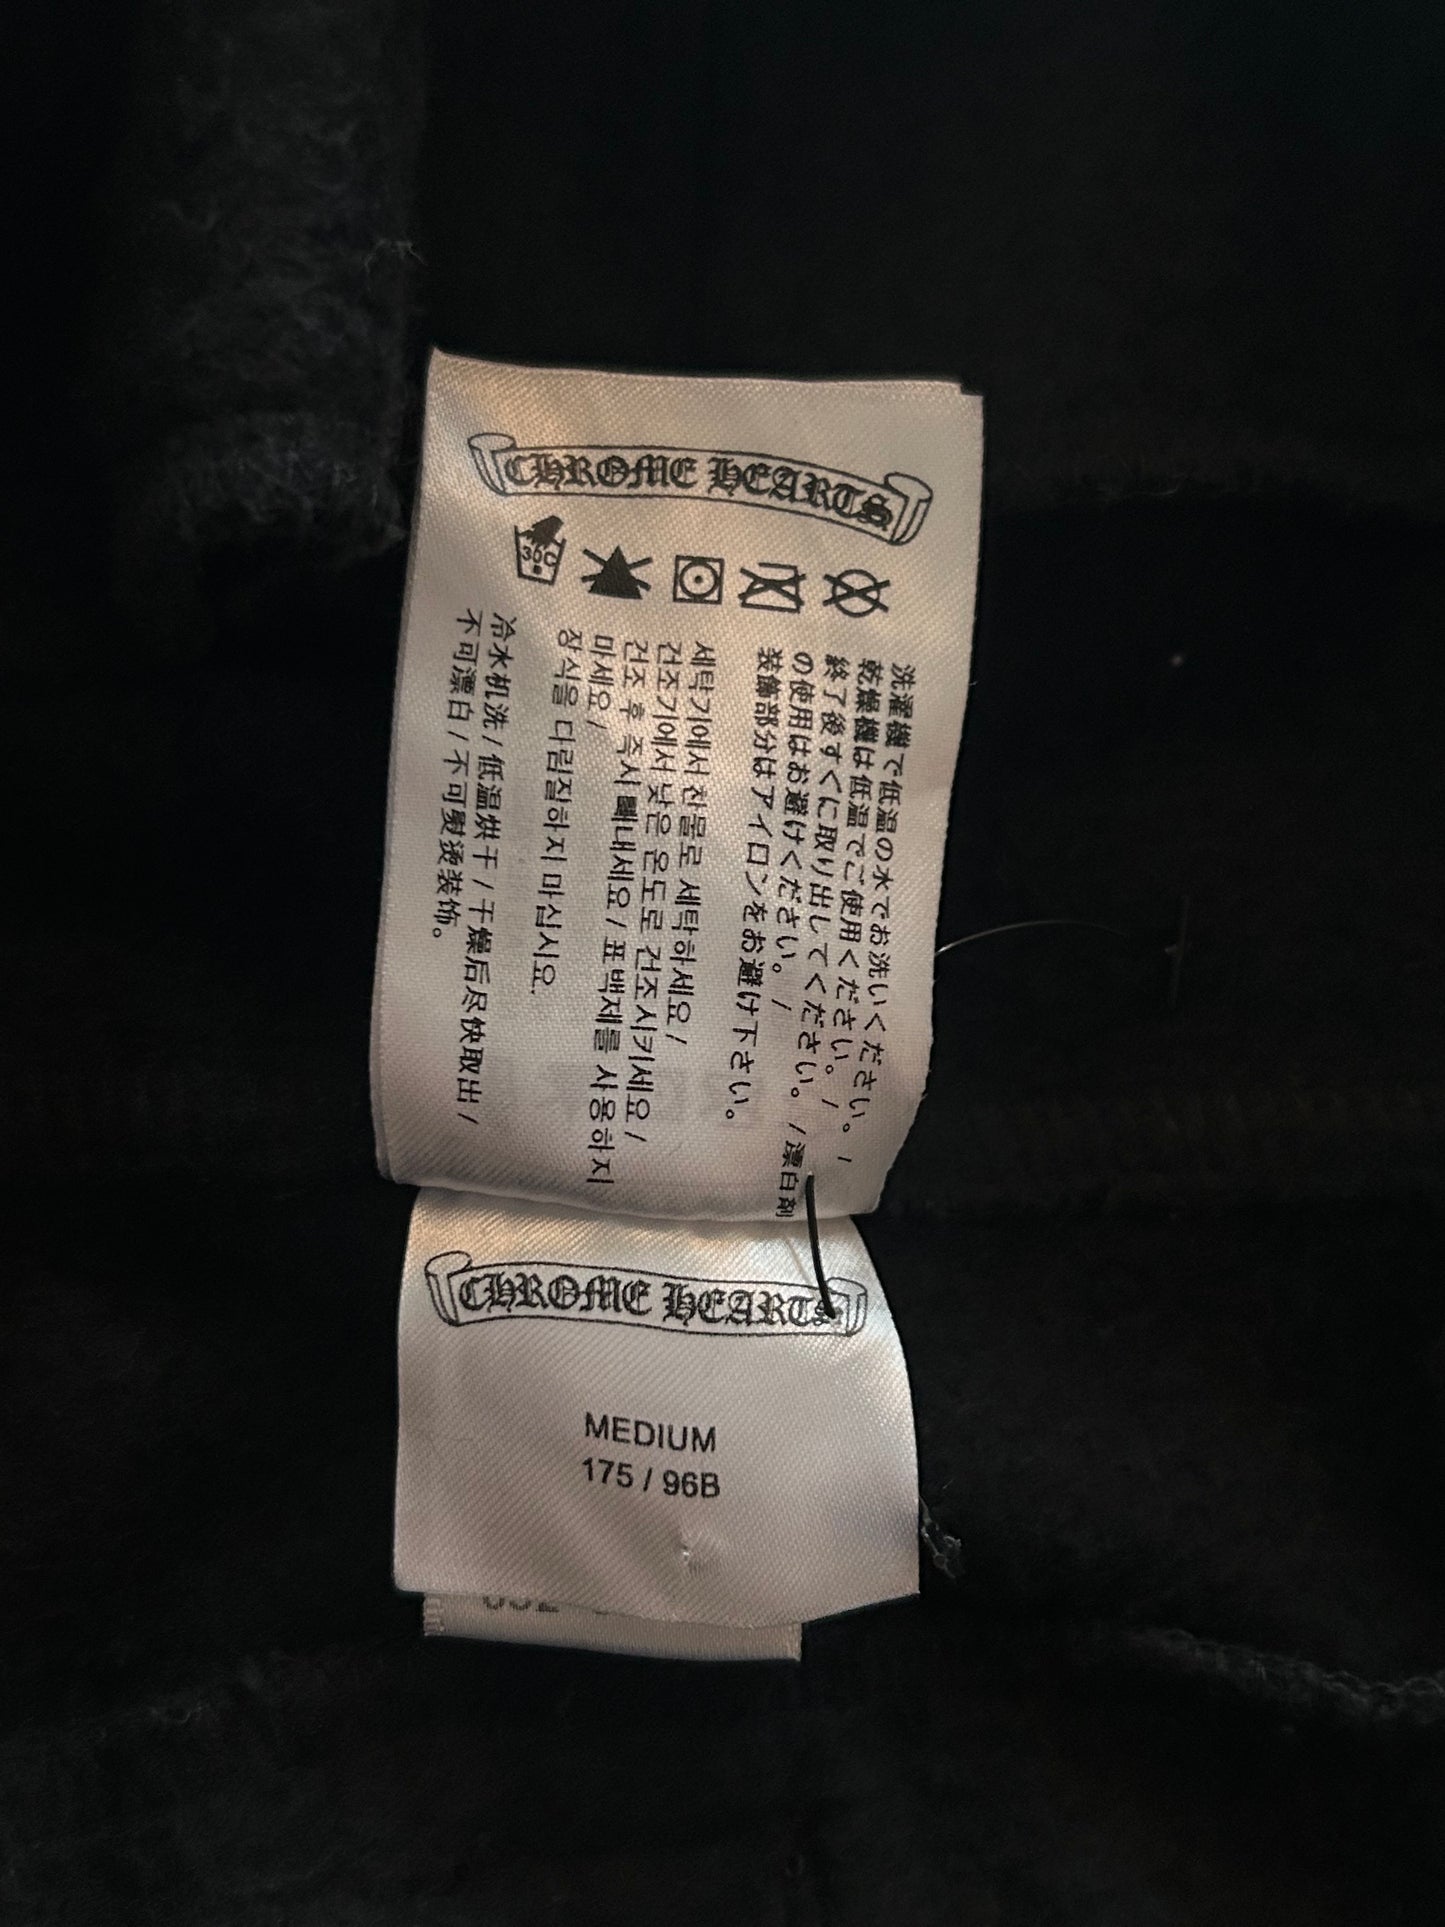 CHROME HEARTS
30C
洗濯機で低温の水でお洗いください。 /
乾燥機は低温でご使用ください。 /
終了後すぐに取り出してください。 / 漂白剤
の使用はお避けください。 /
装飾部分はアイロンをお避け下さい。
세탁기에서 찬물로 세탁하세요 /
건조기에서 낮은 온도로 건조시키세요 /
건조 후 즉시 빼내세요 / 표백제를 사용하지
마세요 /
장식을 다림질하지 마십시요.
冷水机洗 / 低温烘干 / 干燥后尽快取出 /
不可漂白 / 不可熨烫装饰。
CHROME HEARTS
MEDIUM
175 / 96B